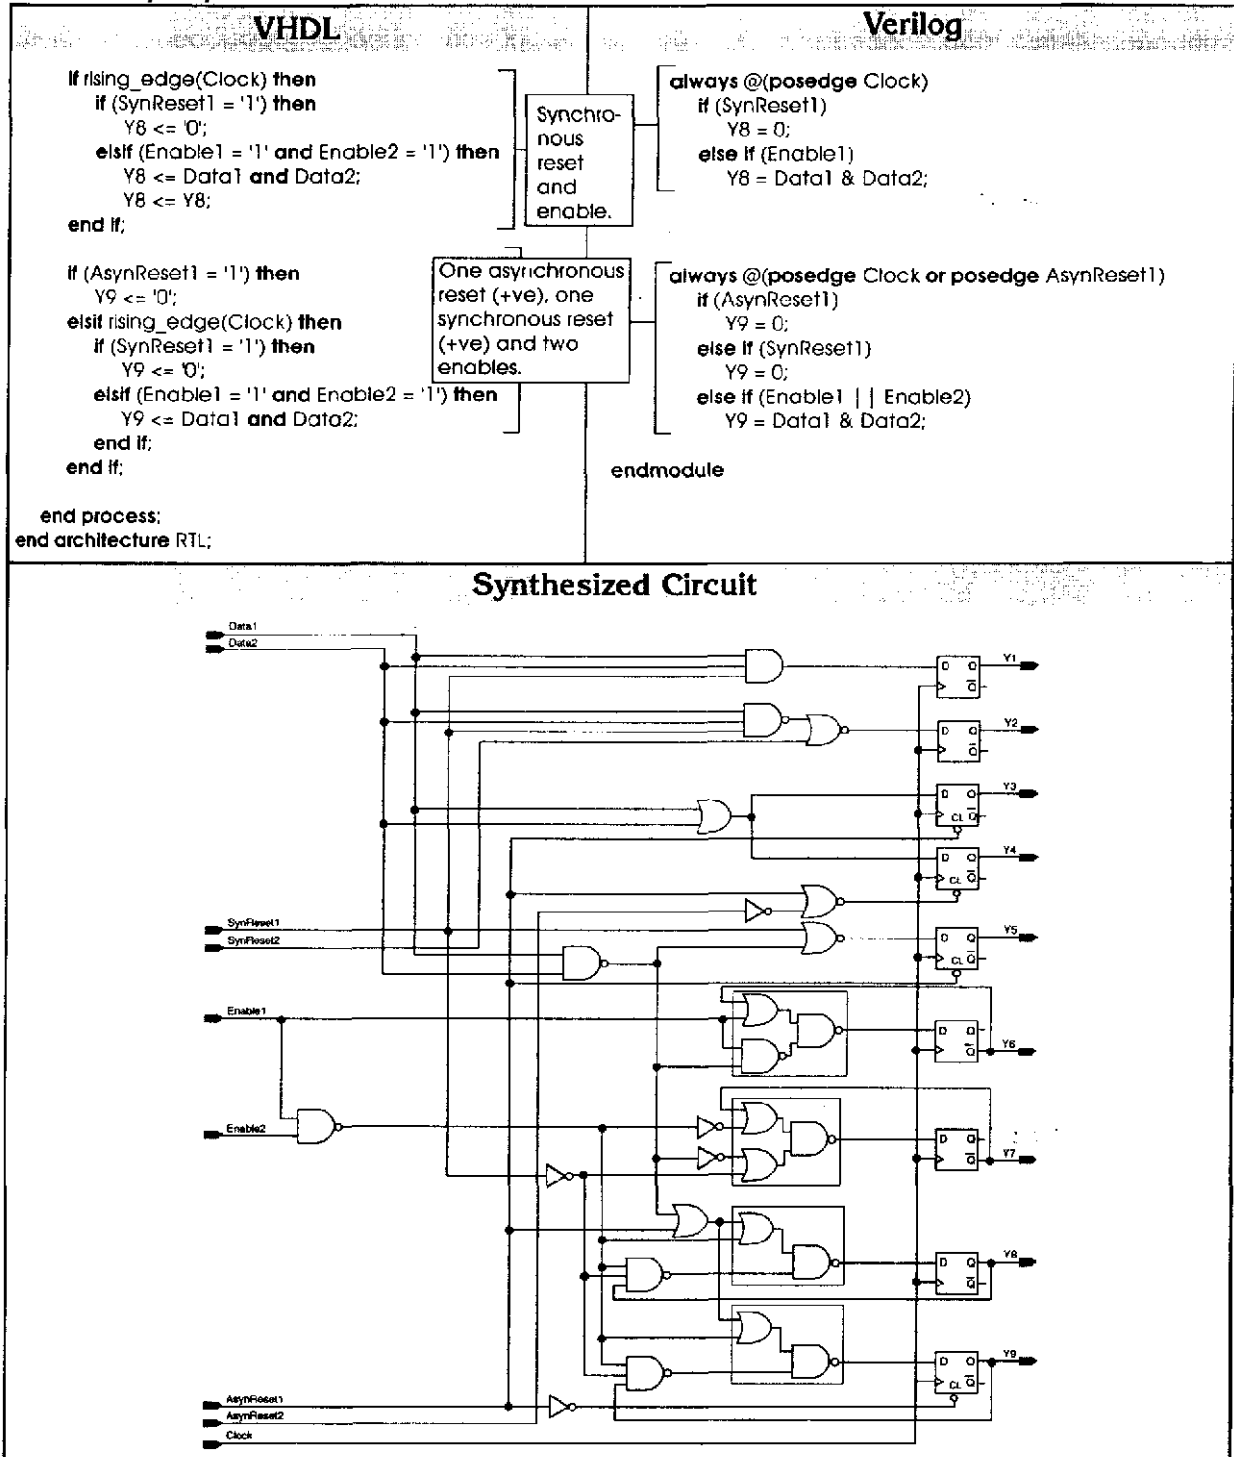 VHDL
if rising_edge(Clock) then
if (SynReset1 = '1') then
Y8 <= '0';
elsif (Enable1 = '1' and Enable2 = '1') then
Y8 <= Data1 and Data2;
Y8 <= Y8;
end if;
if (AsynReset1 = '1') then
Y9 <= '0';
elsif rising_edge(Clock) then
if (SynReset1 = '1') then
Y9 <= '0';
elsif (Enable1 = '1' and Enable2 = '1') then
Y9 <= Data1 and Data2;
end if;
end if;
end process;
end architecture RTL;
Synchro-
nous
reset
and
enable.
One asynchronous
reset (+ve), one
synchronous reset
(+ve) and two
enables.
Verilog
always @(posedge Clock)
if (SynReset1)
Y8 = 0;
else if (Enable1)
Y8 = Data1 & Data2;
always @(posedge Clock or posedge AsynReset1)
if (AsynReset1)
Y9 = 0;
else if (SynReset1)
Y9 = 0;
else if (Enable1 || Enable2)
Y9 = Data1 & Data2;
endmodule
Synthesized Circuit
Data1
Data2
D Q Y1
Q
D Q Y2
Q
D Q Y3
CL Q
D Q Y4
CL Q
SynReset1
SynReset2
D Q Y5
CL Q
Enable1
D Q
Q Y6
Enable2
D Q
Q Y7
D Q Y8
Q
D Q Y9
CL Q
AsynReset1
AsynReset2
Clock